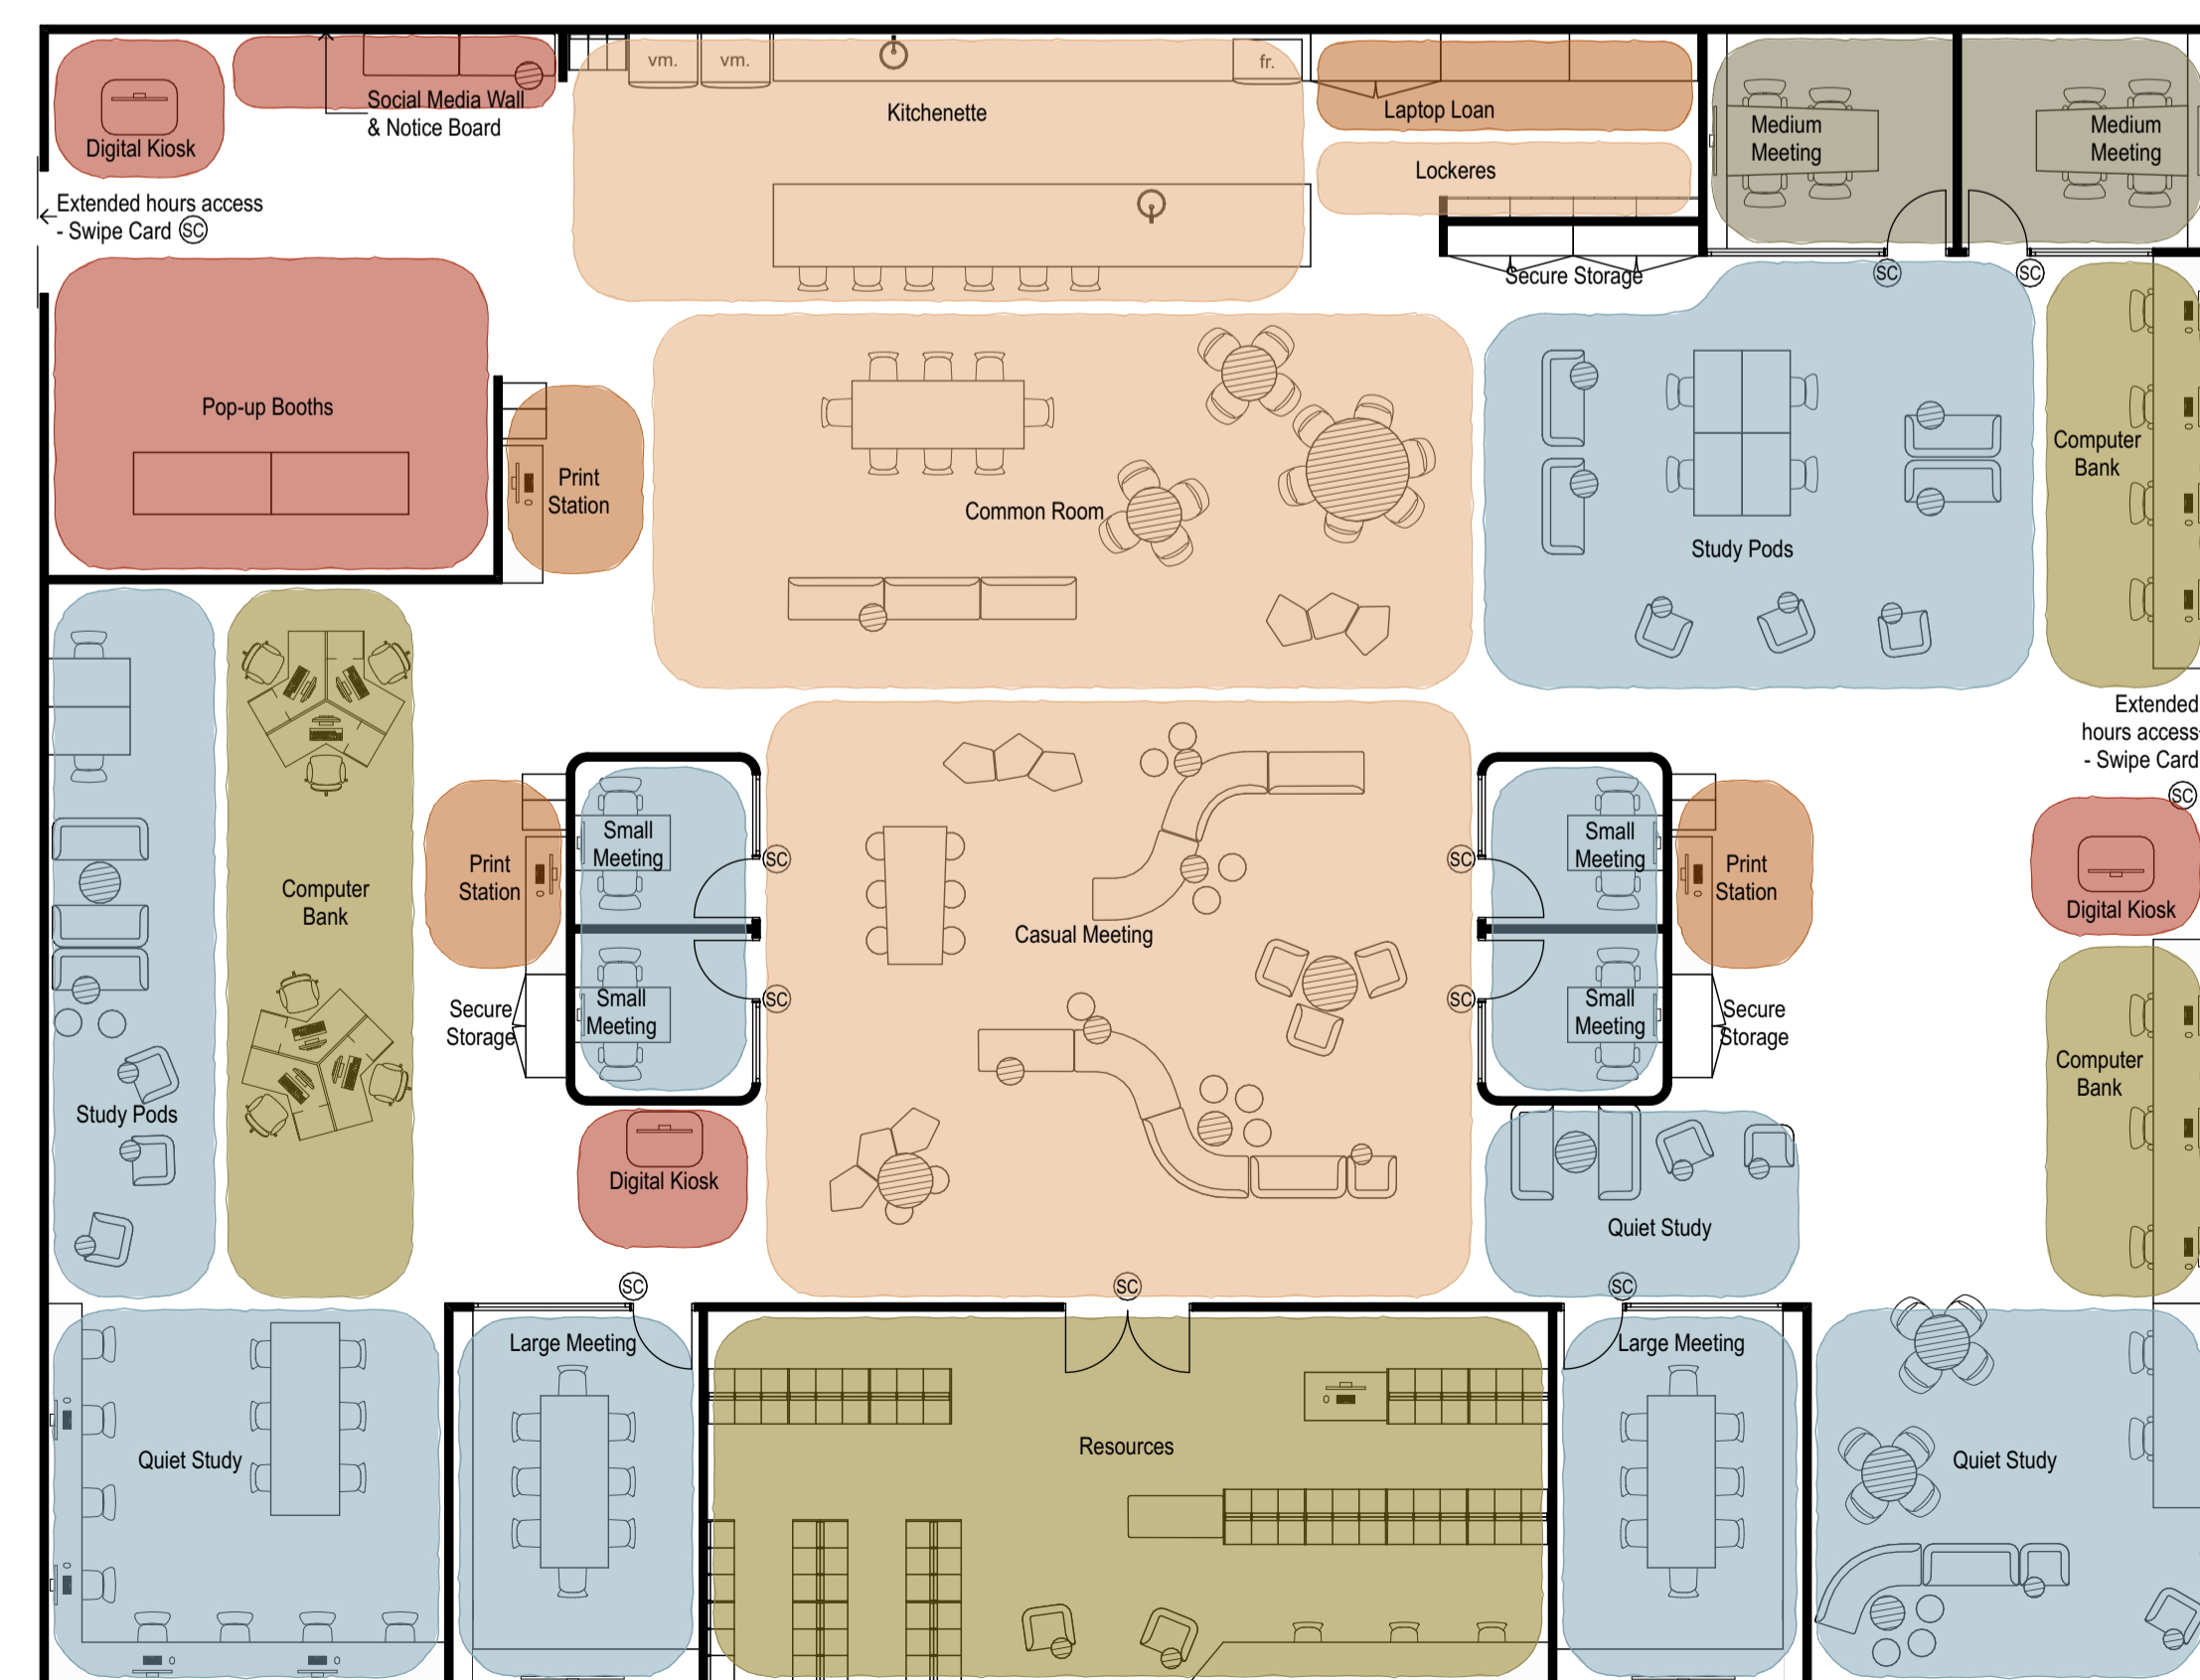 vm.
vm.
fr.
Social Media Wall
& Notice Board
Digital Kiosk
Kitchenette
Laptop Loan
Lockeres
Medium
Meeting
Medium
Meeting
Extended hours access
- Swipe Card SC
Secure Storage
SC
SC
Pop-up Booths
Print
Station
Common Room
Study Pods
Computer
Bank
Extended
hours access
- Swipe Card
SC
Computer
Bank
Print
Station
Small
Meeting
SC
Small
Meeting
SC
Casual Meeting
SC
Small
Meeting
SC
Small
Meeting
Print
Station
Digital Kiosk
Secure
Storage
Secure
Storage
Computer
Bank
Study Pods
Digital Kiosk
Quiet Study
SC
SC
SC
Large Meeting
Large Meeting
Quiet Study
Resources
Quiet Study